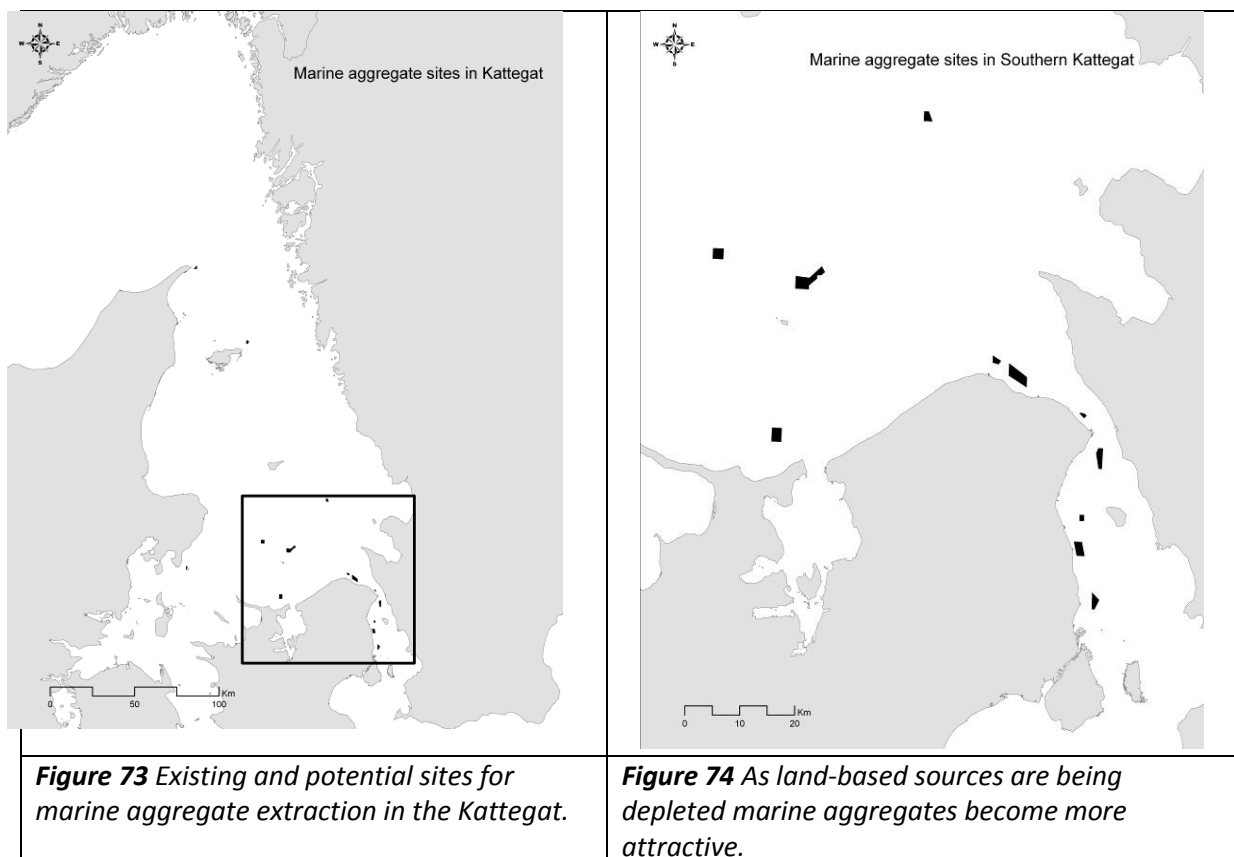 N
W E
S
Marine aggregate sites in Kattegat
Km
0 50 100
N
W E
S
Marine aggregate sites in Southern Kattegat
Km
0 10 20
Figure 73 Existing and potential sites for
marine aggregate extraction in the Kattegat.
Figure 74 As land-based sources are being
depleted marine aggregates become more
attractive.